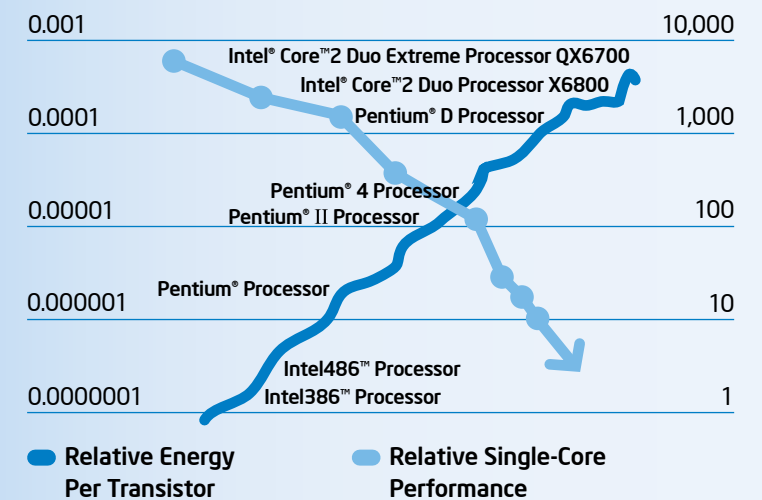 0.001 10,000
Intel® Core™2 Duo Extreme Processor QX6700
Intel® Core™2 Duo Processor X6800
0.0001 Pentium® D Processor 1,000
Pentium® 4 Processor
0.00001 Pentium® II Processor 100
Pentium® Processor
0.000001 10
Intel486™ Processor
0.0000001 Intel386™ Processor 1
Relative Energy
Per Transistor
Relative Single-Core
Performance